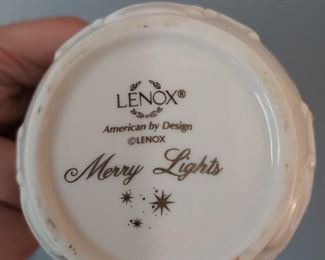 LENOX®
American by Design
©LENOX
Merry Lights